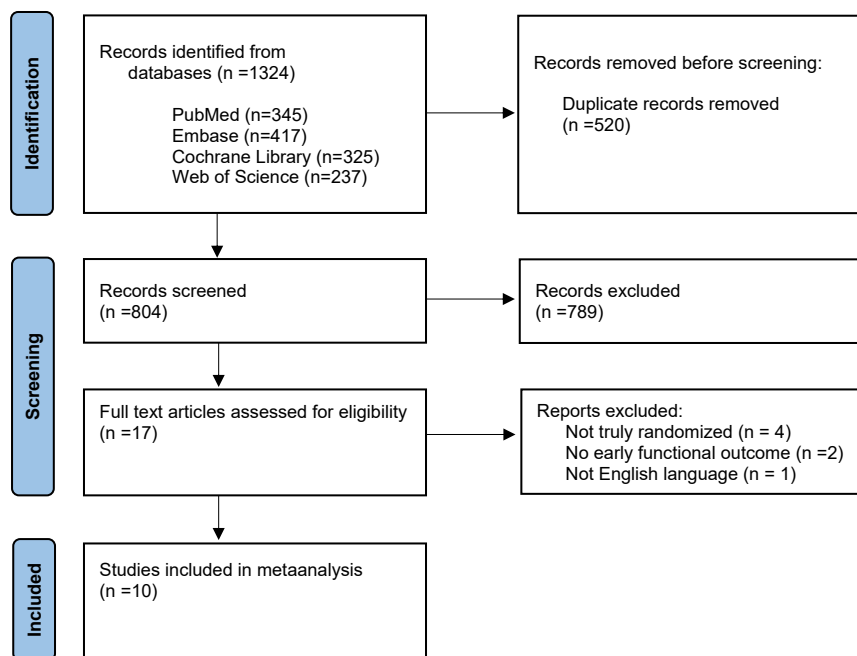 Identification
Records identified from
databases (n =1324)
PubMed (n=345)
Embase (n=417)
Cochrane Library (n=325)
Web of Science (n=237)
Records removed before screening:
Duplicate records removed
(n =520)
Screening
Records screened
(n =804)
Records excluded
(n =789)
Full text articles assessed for eligibility
(n =17)
Reports excluded:
Not truly randomized (n = 4)
No early functional outcome (n =2)
Not English language (n = 1)
Included
Studies included in metaanalysis
(n =10)